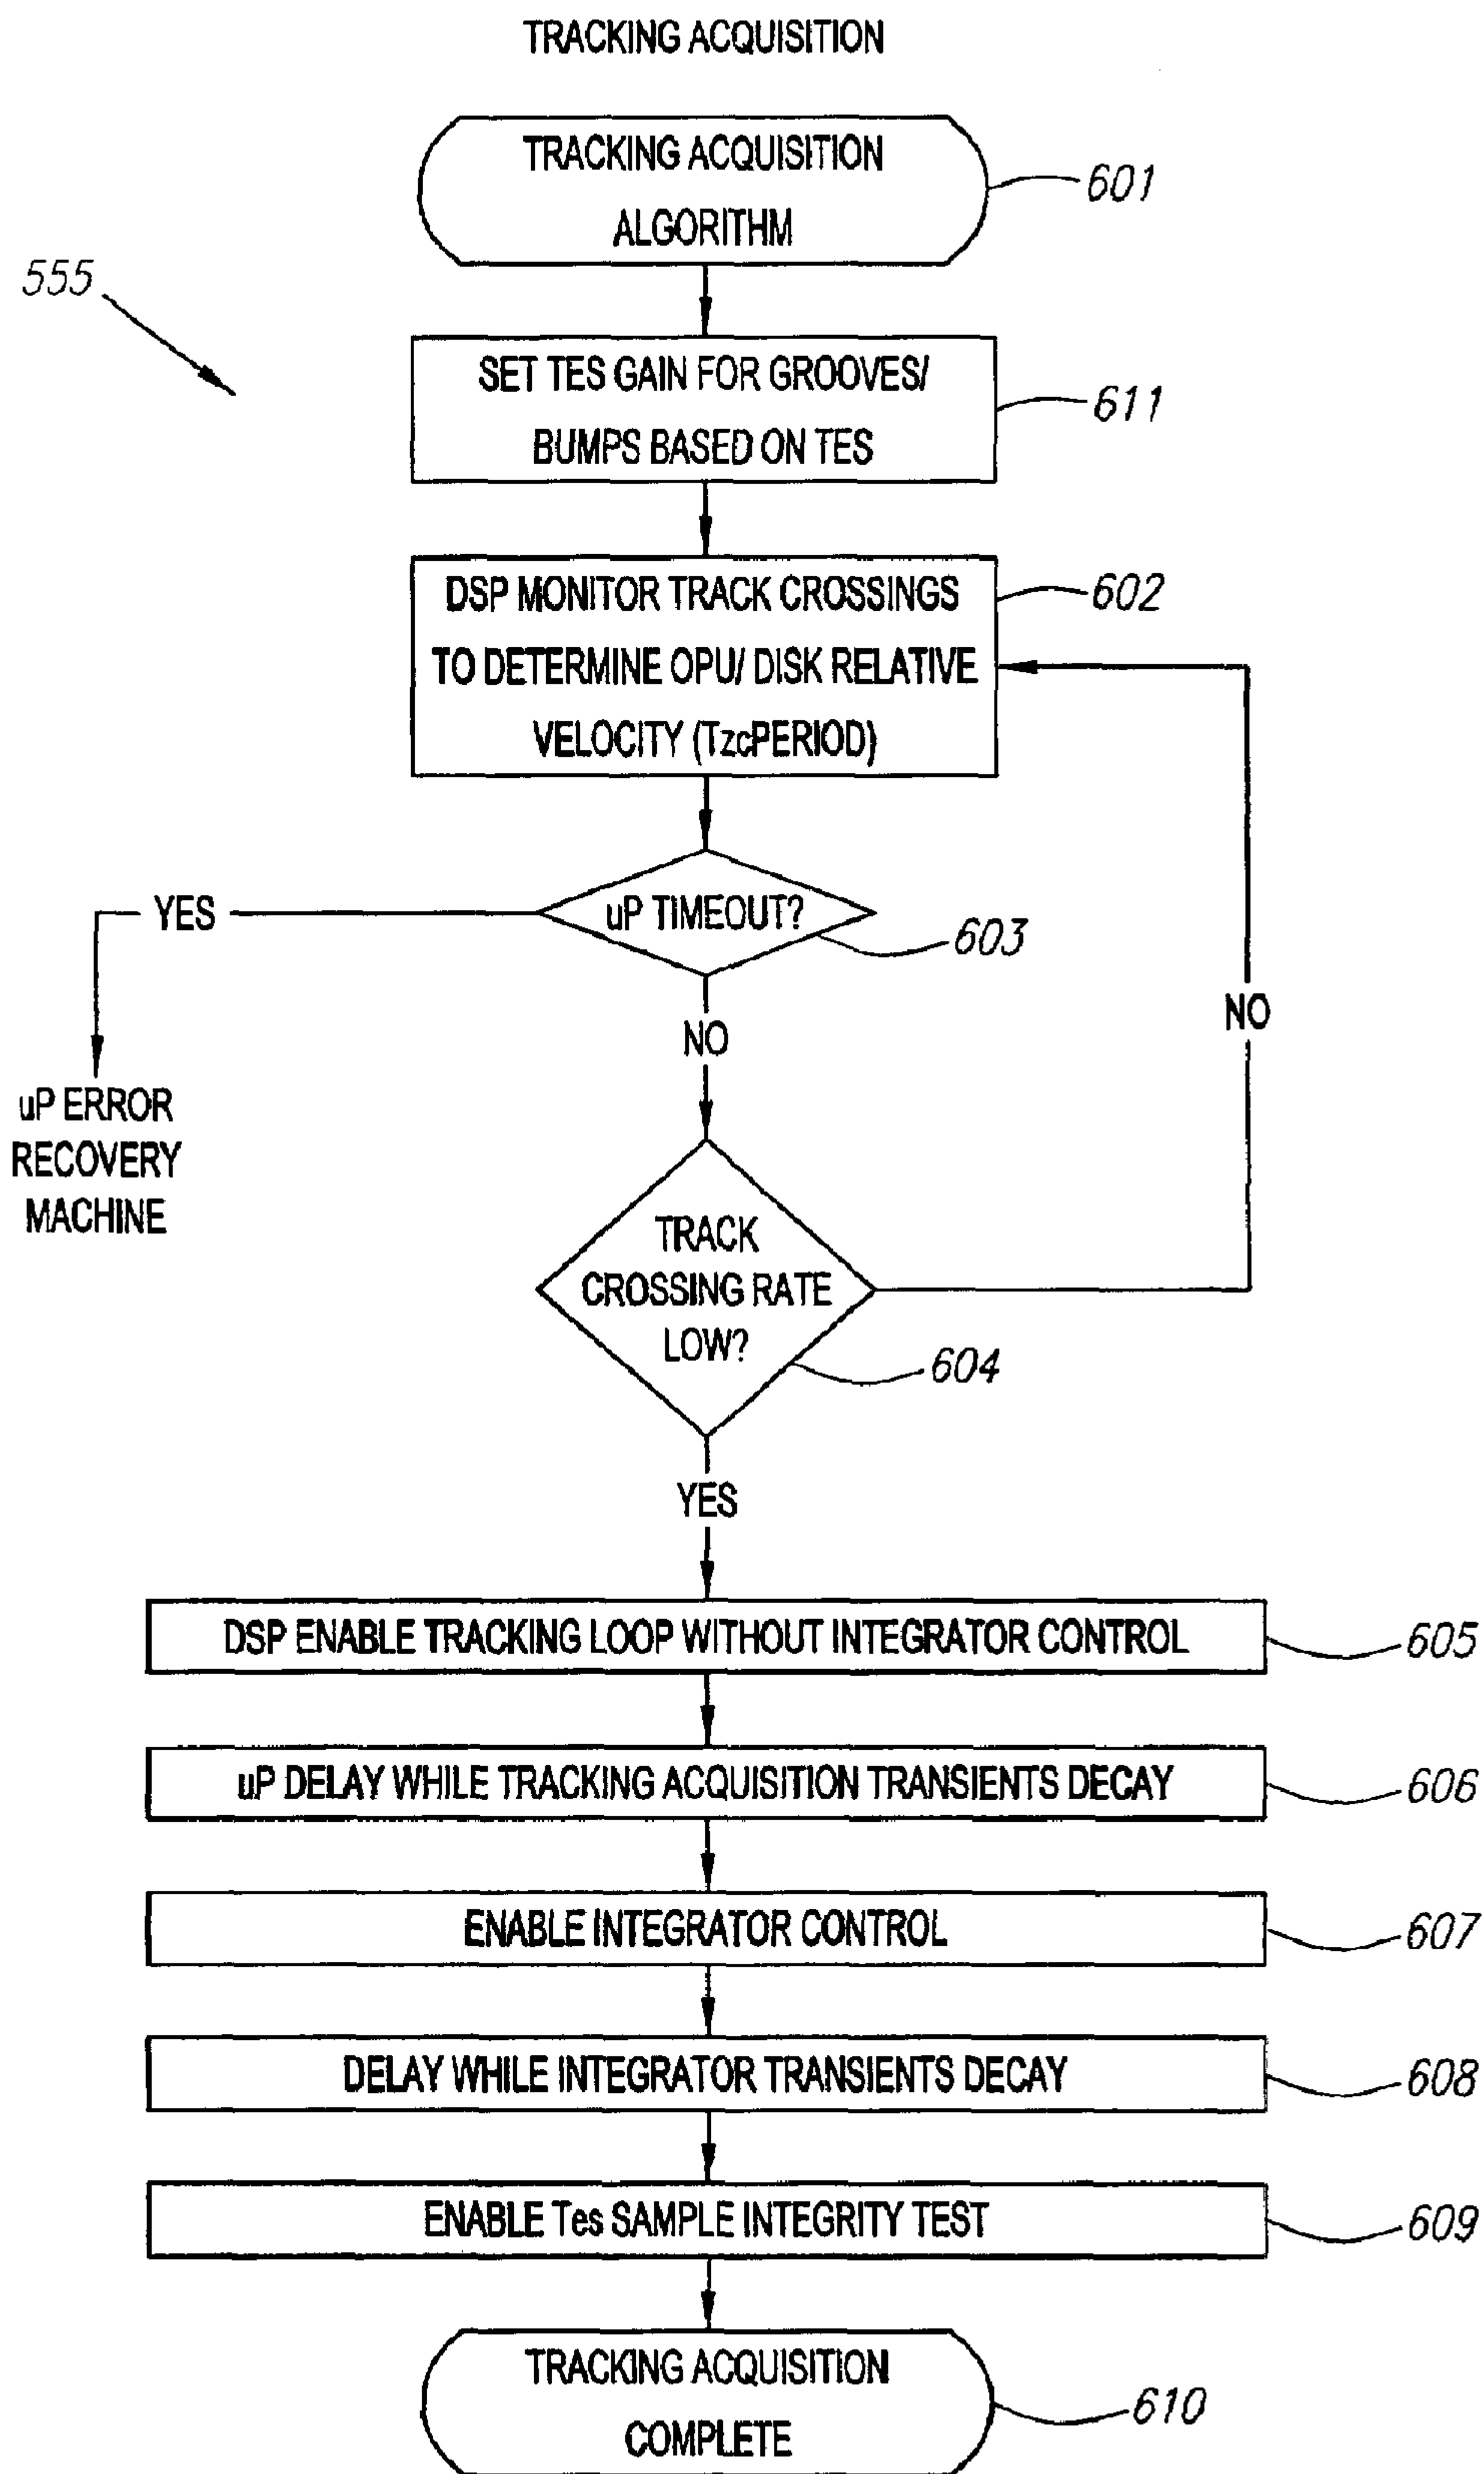 TRACKING ACQUISITION
TRACKING ACQUISITION
ALGORITHM
601
555
SET TES GAIN FOR GROOVES/
BUMPS BASED ON TES
611
DSP MONITOR TRACK CROSSINGS
TO DETERMINE OPU/ DISK RELATIVE
VELOCITY (TzcPERIOD)
602
YES
uP TIMEOUT?
603
NO
NO
uP ERROR
RECOVERY
MACHINE
TRACK
CROSSING RATE
LOW?
604
YES
DSP ENABLE TRACKING LOOP WITHOUT INTEGRATOR CONTROL
605
uP DELAY WHILE TRACKING ACQUISITION TRANSIENTS DECAY
606
ENABLE INTEGRATOR CONTROL
607
DELAY WHILE INTEGRATOR TRANSIENTS DECAY
608
ENABLE Tes SAMPLE INTEGRITY TEST
609
TRACKING ACQUISITION
COMPLETE
610